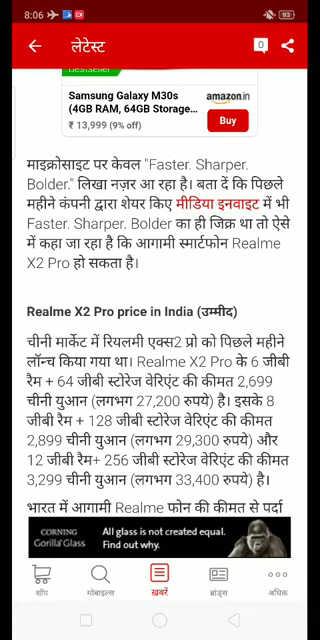 8:06
93
लेटेस्ट
0
Bestseller
Samsung Galaxy M30s
(4GB RAM, 64GB Storage...
₹ 13,999 (9% off)
amazon.in
Buy
माइक्रोसाइट पर केवल "Faster. Sharper.
Bolder." लिखा नज़र आ रहा है। बता दें कि पिछले
महीने कंपनी द्वारा शेयर किए मीडिया इनवाइट में भी
Faster. Sharper. Bolder का ही जिक्र था तो ऐसे
में कहा जा रहा है कि आगामी स्मार्टफोन Realme
X2 Pro हो सकता है।
Realme X2 Pro price in India (उम्मीद)
चीनी मार्केट में रियलमी एक्स2 प्रो को पिछले महीने
लॉन्च किया गया था। Realme X2 Pro के 6 जीबी
रैम + 64 जीबी स्टोरेज वेरिएंट की कीमत 2,699
चीनी युआन (लगभग 27,200 रुपये) है। इसके 8
जीबी रैम + 128 जीबी स्टोरेज वेरिएंट की कीमत
2,899 चीनी युआन (लगभग 29,300 रुपये) और
12 जीबी रैम+ 256 जीबी स्टोरेज वेरिएंट की कीमत
3,299 चीनी युआन (लगभग 33,400 रुपये) है।
भारत में आगामी Realme फोन की कीमत से पर्दा
CORNING
Gorilla Glass
All glass is not created equal.
Find out why.
शॉप
मोबाइल्स
ख़बरें
ब्रांड्स
अधिक